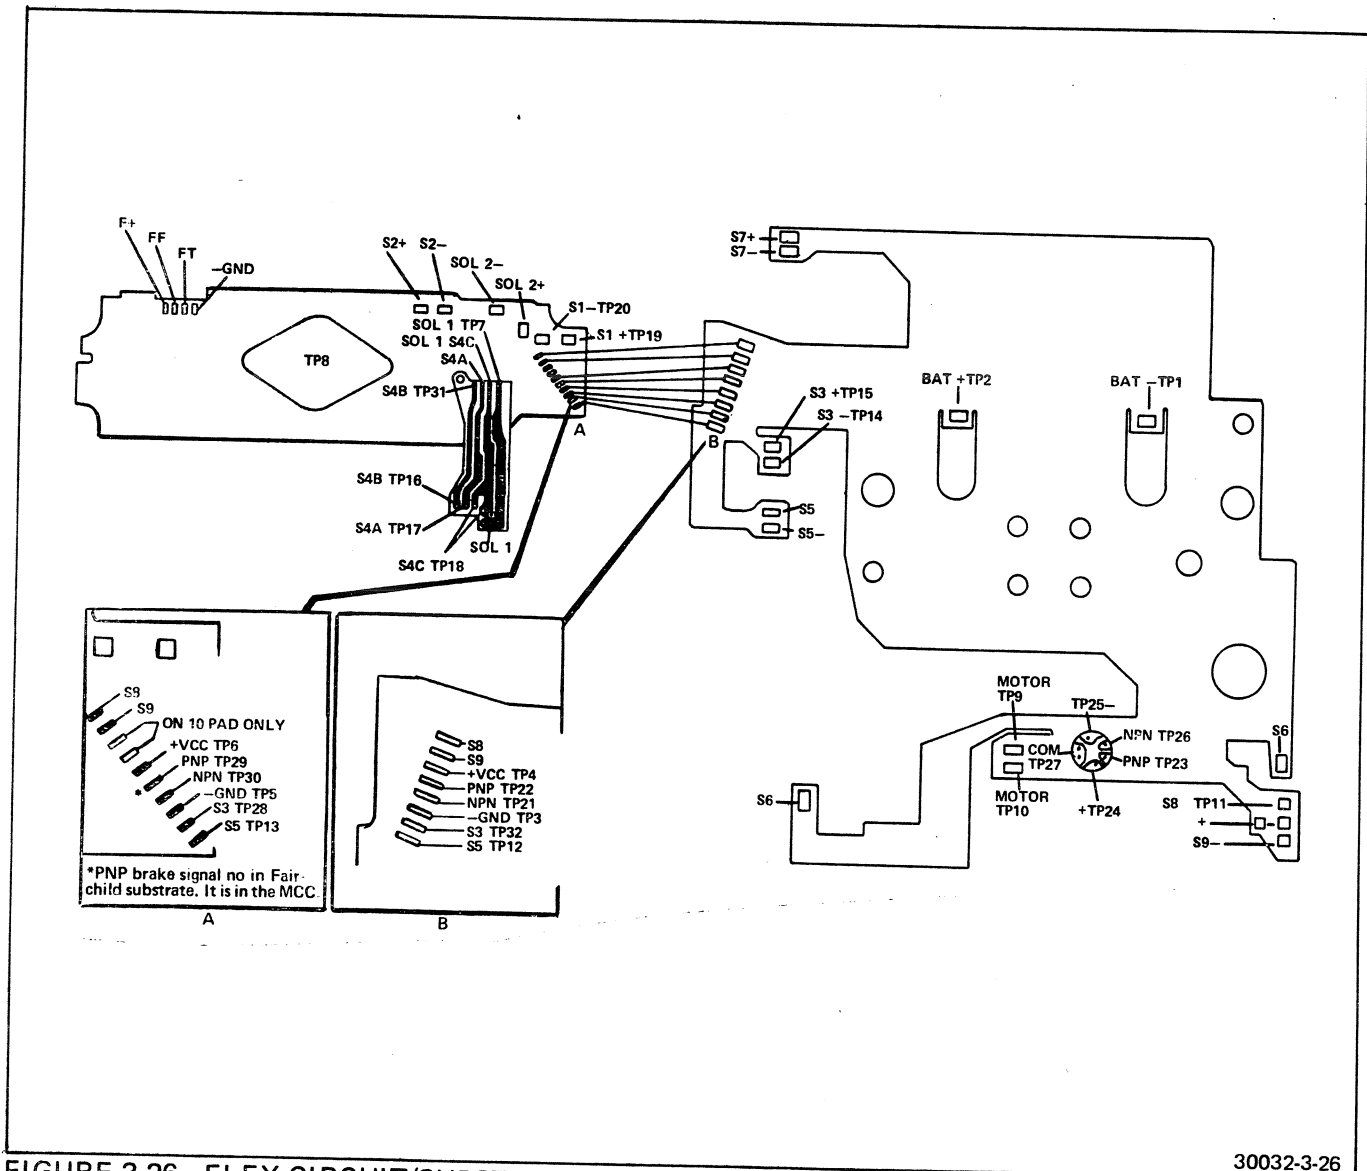 F+
FF
FT
–GND
S2+
S2–
SOL 2–
SOL 2+
S1–TP20
S1 +TP19
SOL 1 TP7
SOL 1 S4C
S4A
S4B TP31
TP8
A
B
S4B TP16
S4A TP17
SOL 1
S4C TP18
S7+
S7–
S3 +TP15
S3 –TP14
S5
S5–
BAT +TP2
BAT –TP1
MOTOR
TP9
TP25–
NPN TP26
COM
TP27
PNP TP23
MOTOR
TP10
+TP24
S6
S6
S8
TP11
+
S9–
S8
S9
ON 10 PAD ONLY
+VCC TP6
PNP TP29
NPN TP30
*
–GND TP5
S3 TP28
S5 TP13
*PNP brake signal no in Fair-
child substrate. It is in the MCC.
A
S8
S9
+VCC TP4
PNP TP22
NPN TP21
–GND TP3
S3 TP32
S5 TP12
B
30032-3-26